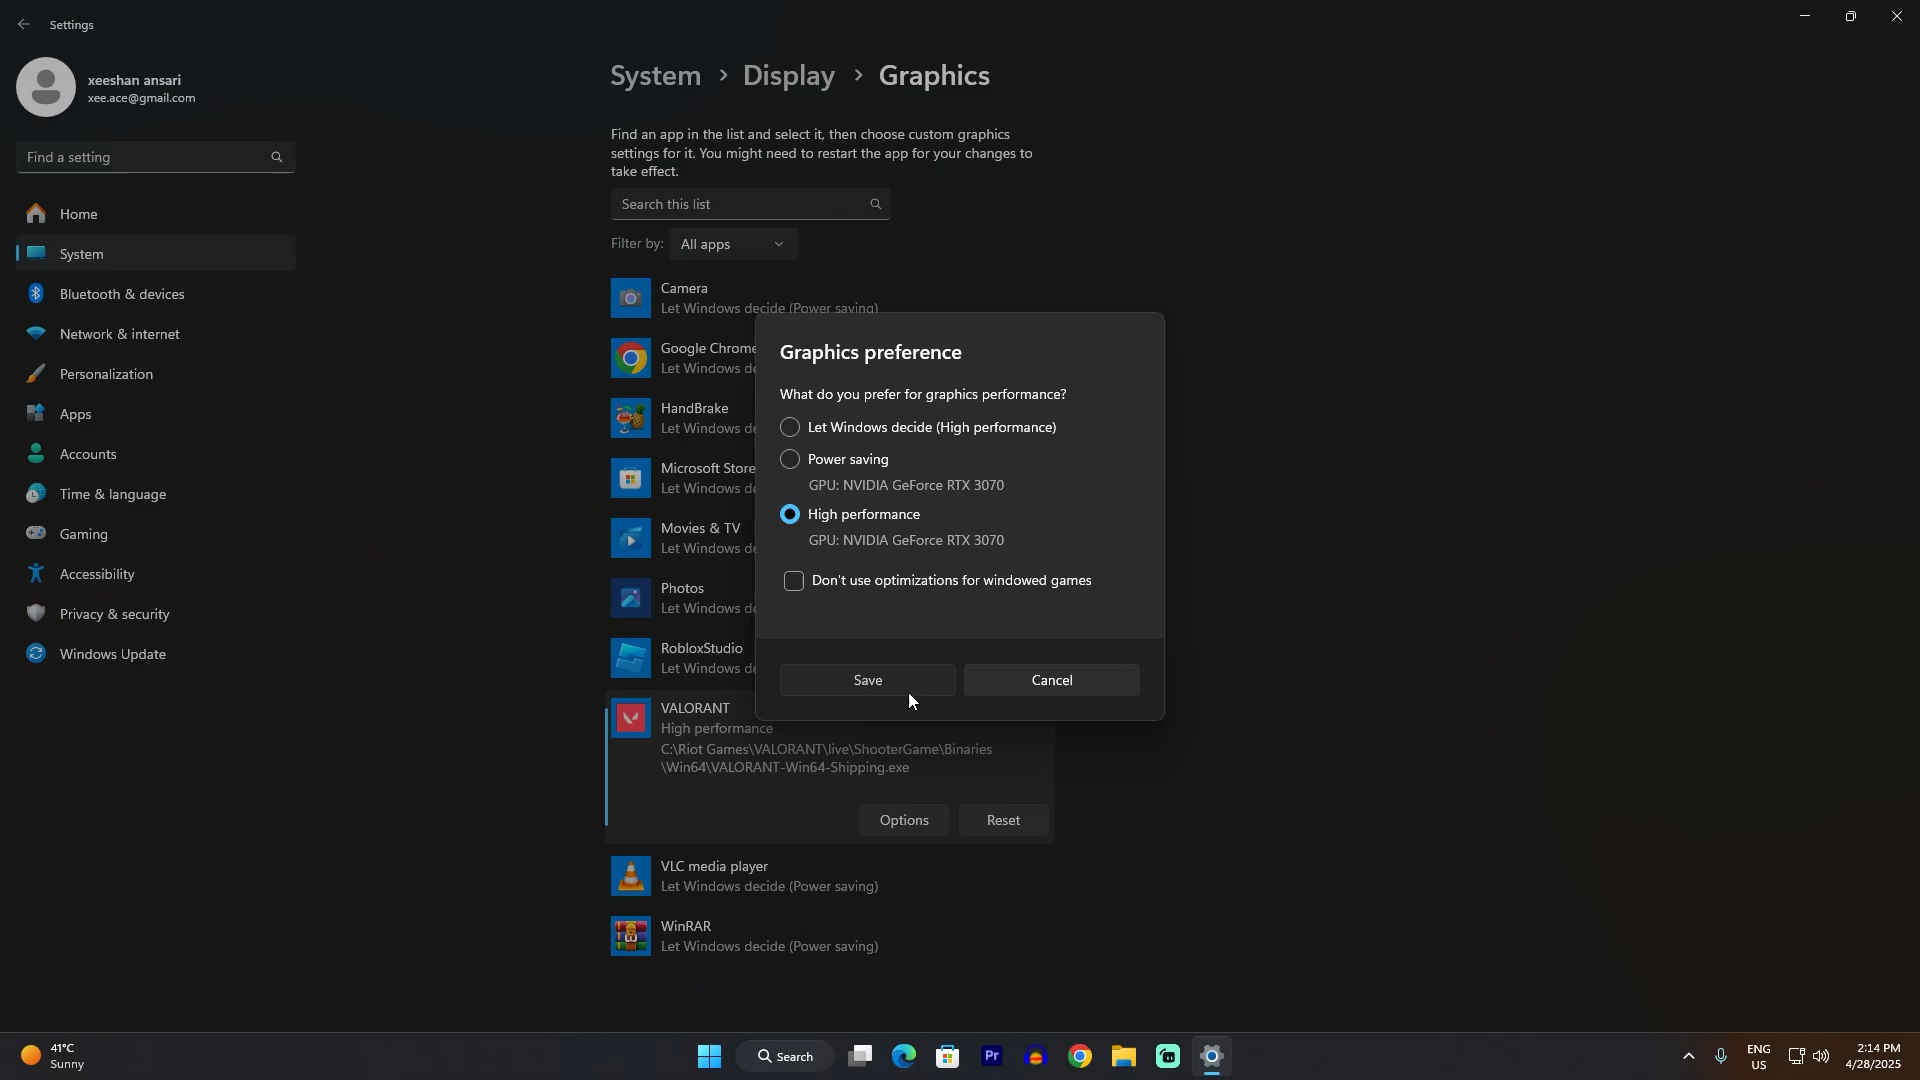 Settings
xeeshan ansari
xee.ace@gmail.com
Find a setting
Home
System
Bluetooth & devices
Network & internet
Personalization
Apps
Accounts
Time & language
Gaming
Accessibility
Privacy & security
Windows Update
System > Display > Graphics
Find an app in the list and select it, then choose custom graphics
settings for it. You might need to restart the app for your changes to
take effect.
Search this list
Filter by: All apps
Camera
Let Windows decide (Power saving)
Google Chrome
Let Windows de
HandBrake
Let Windows de
Microsoft Store
Let Windows de
Movies & TV
Let Windows de
Photos
Let Windows de
RobloxStudio
Let Windows de
VALORANT
High performance
C:\Riot Games\VALORANT\live\ShooterGame\Binaries
\Win64\VALORANT-Win64-Shipping.exe
Options Reset
VLC media player
Let Windows decide (Power saving)
WinRAR
Let Windows decide (Power saving)
Graphics preference
What do you prefer for graphics performance?
Let Windows decide (High performance)
Power saving
GPU: NVIDIA GeForce RTX 3070
High performance
GPU: NVIDIA GeForce RTX 3070
Don't use optimizations for windowed games
Save Cancel
41°C
Sunny
Search
Pr
ENG
US
2:14 PM
4/28/2025